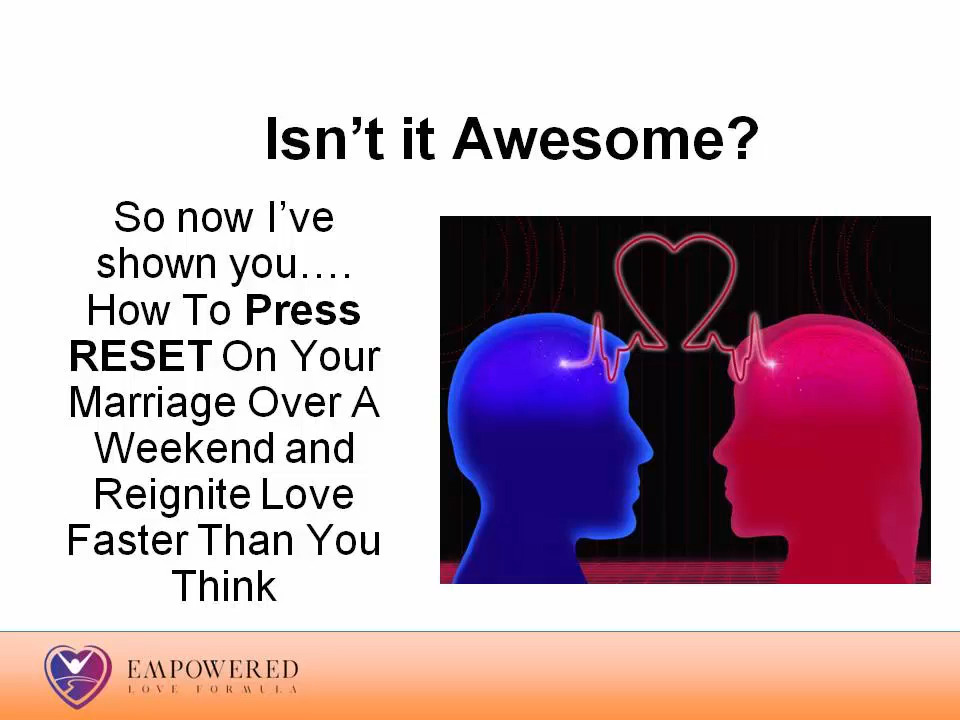 Isn’t it Awesome?
So now I’ve
shown you….
How To Press
RESET On Your
Marriage Over A
Weekend and
Reignite Love
Faster Than You
Think
EMPOWERED
LOVE FORMULA